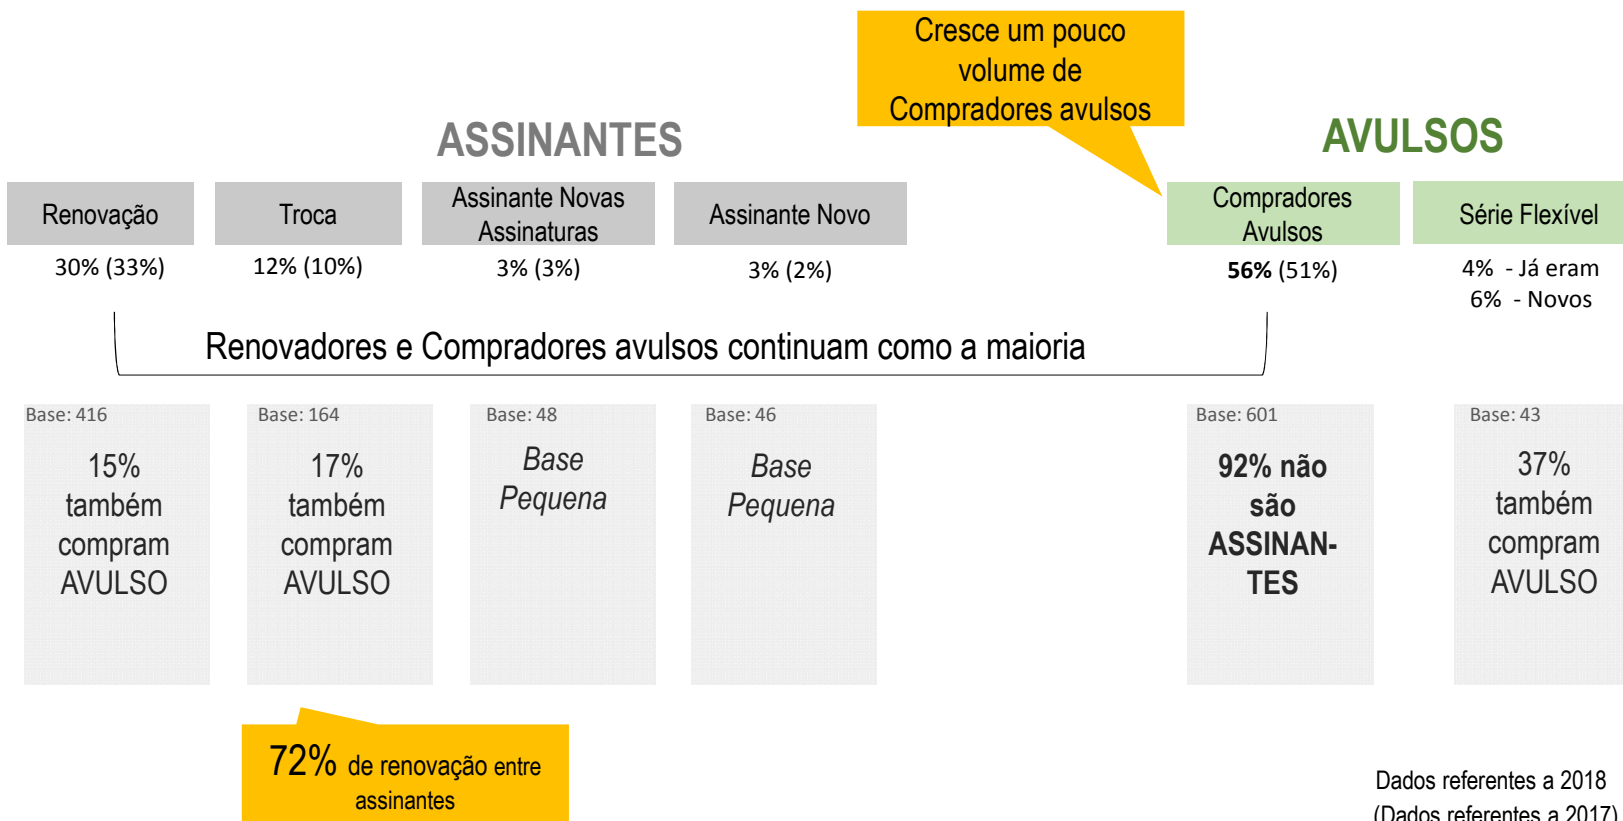 Cresce um pouco
volume de
Compradores avulsos
ASSINANTES
AVULSOS
Renovação
Troca
Assinante Novas
Assinaturas
Assinante Novo
Compradores
Avulsos
Série Flexível
30% (33%)
12% (10%)
3% (3%)
3% (2%)
56% (51%)
4%  - Já eram
6%  - Novos
Renovadores e Compradores avulsos continuam como a maioria
Base: 416
15%
também
compram
AVULSO
Base: 164
17%
também
compram
AVULSO
Base: 48
Base
Pequena
Base: 46
Base
Pequena
Base: 601
92% não
são
ASSINAN-
TES
Base: 43
37%
também
compram
AVULSO
72% de renovação entre
assinantes
Dados referentes a 2018
(Dados referentes a 2017)